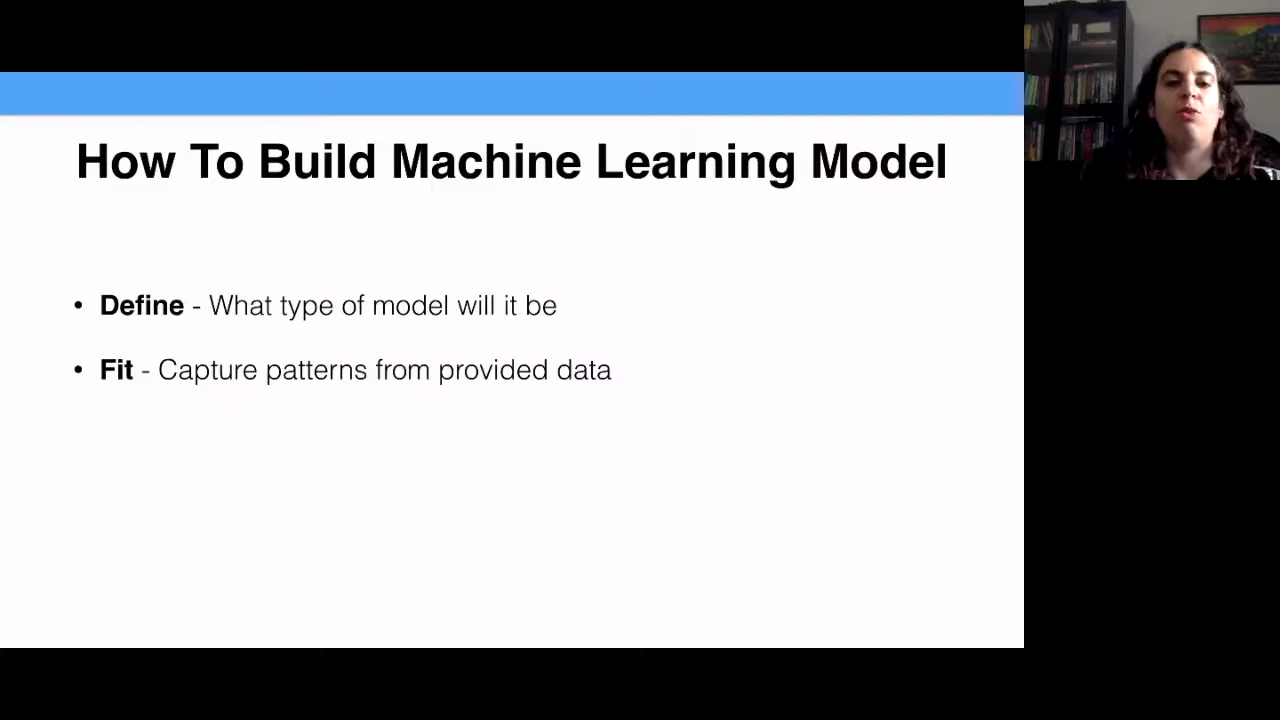 How To Build Machine Learning Model
• Define - What type of model will it be
• Fit - Capture patterns from provided data